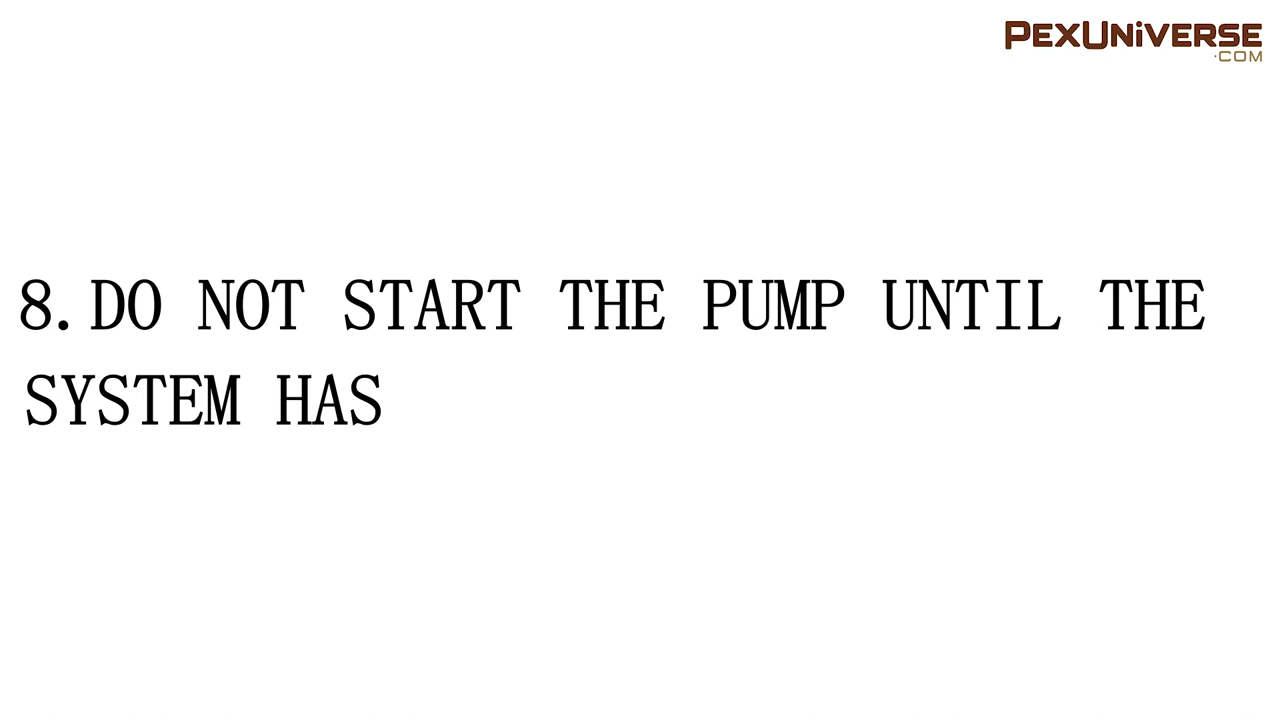 PEXUNiVERSE
.COM
8. DO NOT START THE PUMP UNTIL THE
SYSTEM HAS